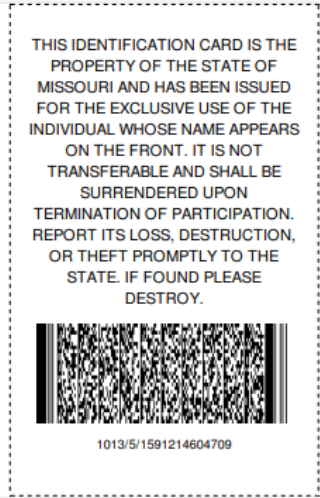 THIS IDENTIFICATION CARD IS THE
PROPERTY OF THE STATE OF
MISSOURI AND HAS BEEN ISSUED
FOR THE EXCLUSIVE USE OF THE
INDIVIDUAL WHOSE NAME APPEARS
ON THE FRONT. IT IS NOT
TRANSFERABLE AND SHALL BE
SURRENDERED UPON
TERMINATION OF PARTICIPATION.
REPORT ITS LOSS, DESTRUCTION,
OR THEFT PROMPTLY TO THE
STATE. IF FOUND PLEASE
DESTROY.
1013/5/1591214604709